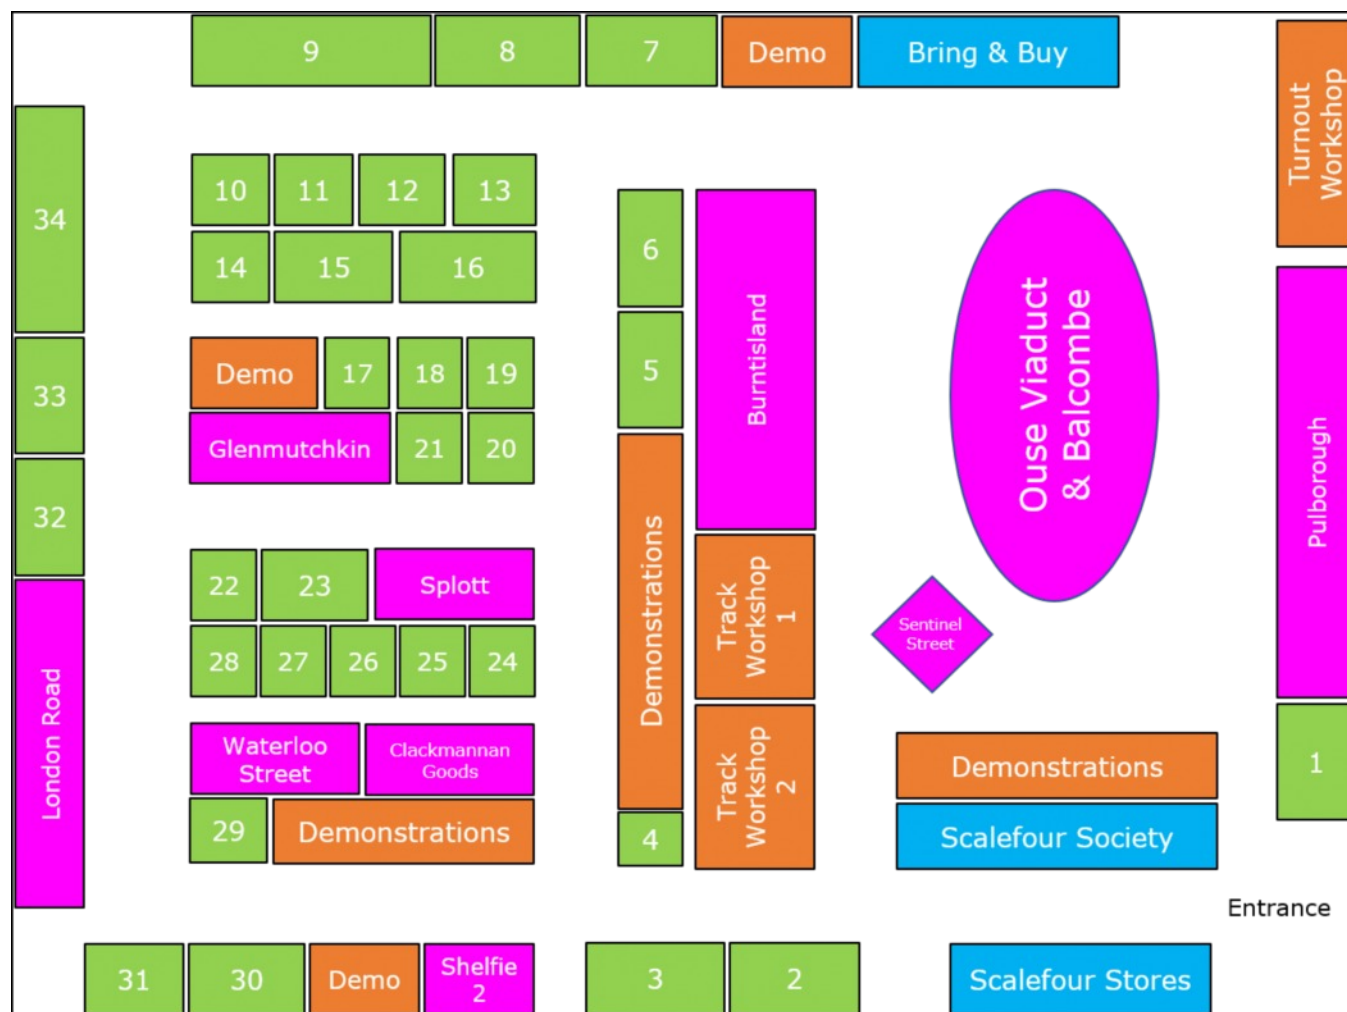 9
8
7
Demo
Bring & Buy
Turnout
Workshop
34
10
11
12
13
14
15
16
6
Burntisland
Ouse Viaduct
& Balcombe
Pulborough
33
Demo
17
18
19
5
Glenmutchkin
21
20
32
22
23
Splott
Demonstrations
Track
Workshop
1
Sentinel
Street
London Road
28
27
26
25
24
Waterloo
Street
Clackmannan
Goods
Track
Workshop
2
Demonstrations
1
29
Demonstrations
4
Scalefour Society
Entrance
31
30
Demo
Shelfie
2
3
2
Scalefour Stores